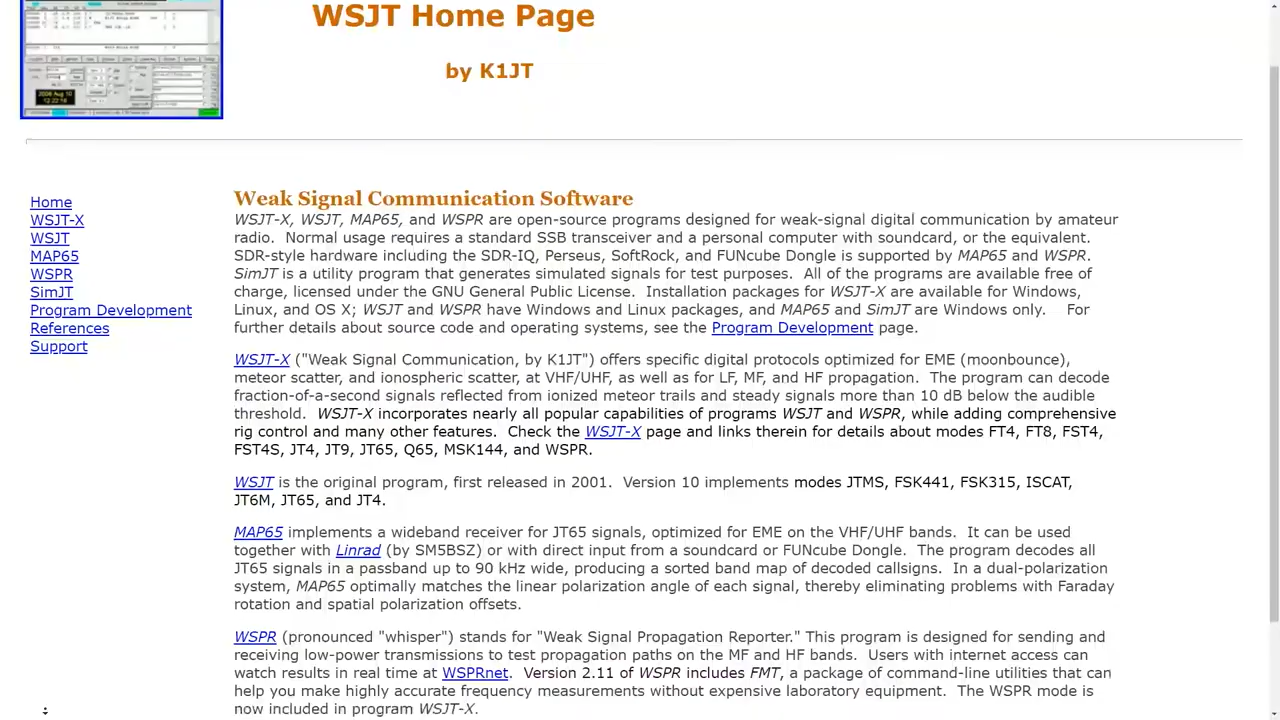 WSJT Home Page
by K1JT
2006 Aug 10
Home
WSJT-X
WSJT
MAP65
WSPR
SimJT
Program Development
References
Support
Weak Signal Communication Software
WSJT-X, WSJT, MAP65, and WSPR are open-source programs designed for weak-signal digital communication by amateur
radio.  Normal usage requires a standard SSB transceiver and a personal computer with soundcard, or the equivalent.
SDR-style hardware including the SDR-IQ, Perseus, SoftRock, and FUNcube Dongle is supported by MAP65 and WSPR.
SimJT is a utility program that generates simulated signals for test purposes.  All of the programs are available free of
charge, licensed under the GNU General Public License.  Installation packages for WSJT-X are available for Windows,
Linux, and OS X; WSJT and WSPR have Windows and Linux packages, and MAP65 and SimJT are Windows only.    For
further details about source code and operating systems, see the Program Development page.
WSJT-X ("Weak Signal Communication, by K1JT") offers specific digital protocols optimized for EME (moonbounce),
meteor scatter, and ionospheric scatter, at VHF/UHF, as well as for LF, MF, and HF propagation.  The program can decode
fraction-of-a-second signals reflected from ionized meteor trails and steady signals more than 10 dB below the audible
threshold.  WSJT-X incorporates nearly all popular capabilities of programs WSJT and WSPR, while adding comprehensive
rig control and many other features.  Check the WSJT-X page and links therein for details about modes FT4, FT8, FST4,
FST4S, JT4, JT9, JT65, Q65, MSK144, and WSPR.
WSJT is the original program, first released in 2001.  Version 10 implements modes JTMS, FSK441, FSK315, ISCAT,
JT6M, JT65, and JT4.
MAP65 implements a wideband receiver for JT65 signals, optimized for EME on the VHF/UHF bands.  It can be used
together with Linrad (by SM5BSZ) or with direct input from a soundcard or FUNcube Dongle.  The program decodes all
JT65 signals in a passband up to 90 kHz wide, producing a sorted band map of decoded callsigns.  In a dual-polarization
system, MAP65 optimally matches the linear polarization angle of each signal, thereby eliminating problems with Faraday
rotation and spatial polarization offsets.
WSPR (pronounced "whisper") stands for "Weak Signal Propagation Reporter." This program is designed for sending and
receiving low-power transmissions to test propagation paths on the MF and HF bands.  Users with internet access can
watch results in real time at WSPRnet.  Version 2.11 of WSPR includes FMT, a package of command-line utilities that can
help you make highly accurate frequency measurements without expensive laboratory equipment.  The WSPR mode is
now included in program WSJT-X.